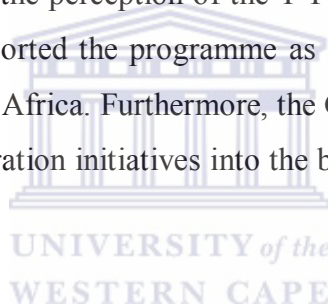 the perception of the
orted the programme as
Africa. Furthermore, the
ration initiatives into the b
UNIVERSITY of the
WESTERN CAPE